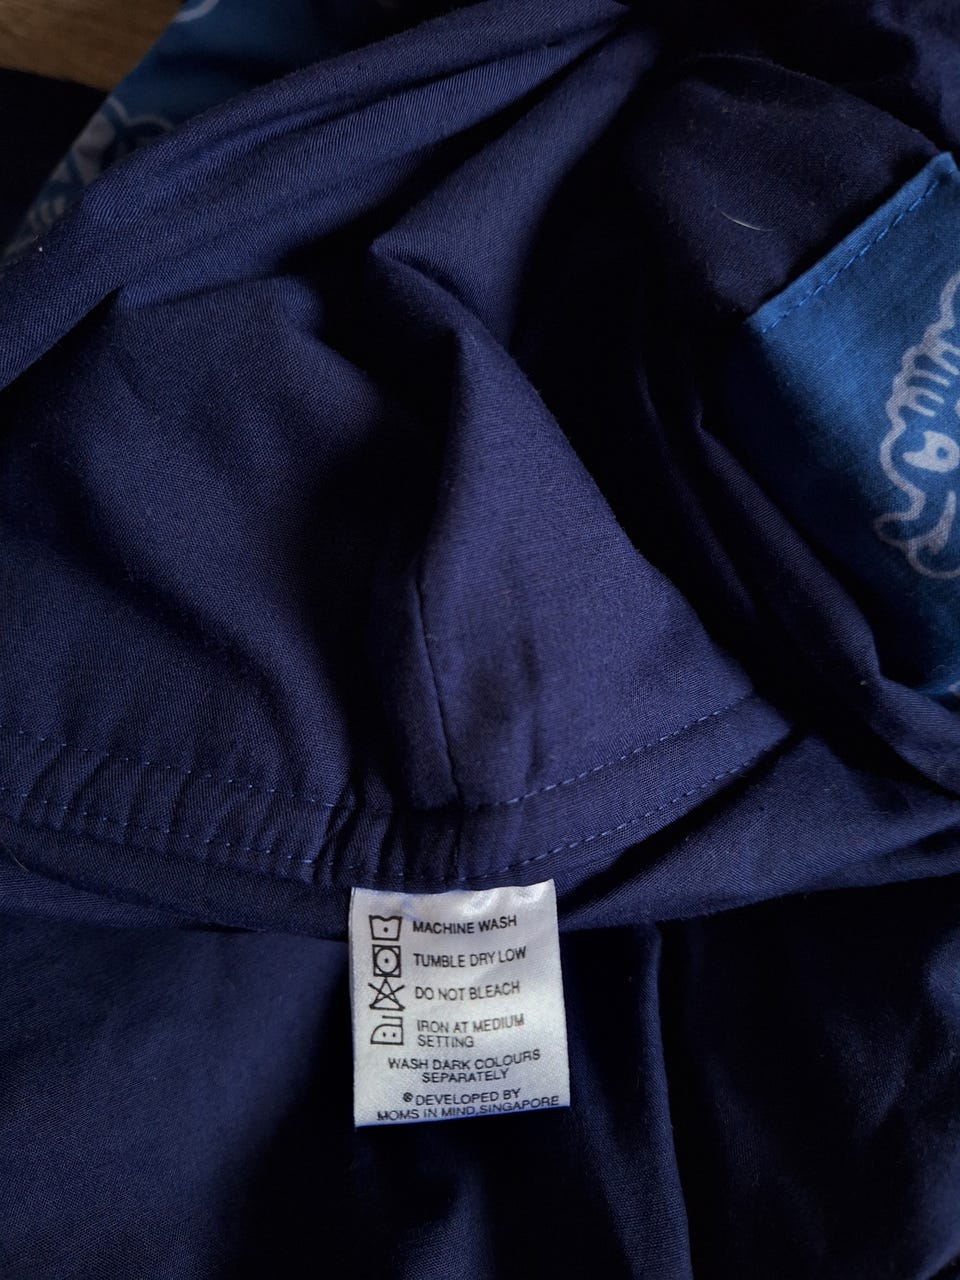 MACHINE WASH
TUMBLE DRY LOW
DO NOT BLEACH
IRON AT MEDIUM
SETTING
WASH DARK COLOURS
SEPARATELY
® DEVELOPED BY
MOMS IN MIND,SINGAPORE